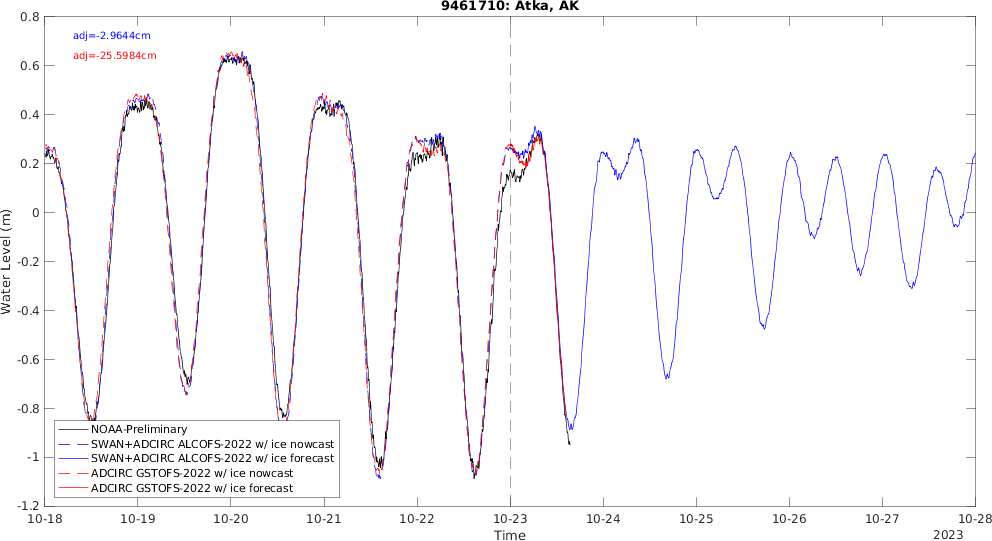 9461710: Atka, AK
adj=-2.9644cm
adj=-25.5984cm
Water Level (m)
0.8
0.6
0.4
0.2
0
-0.2
-0.4
-0.6
-0.8
-1
-1.2
NOAA-Preliminary
SWAN+ADCIRC ALCOFS-2022 w/ ice nowcast
SWAN+ADCIRC ALCOFS-2022 w/ ice forecast
ADCIRC GSTOFS-2022 w/ ice nowcast
ADCIRC GSTOFS-2022 w/ ice forecast
10-18 10-19 10-20 10-21 10-22 10-23 10-24 10-25 10-26 10-27 10-28
Time
2023